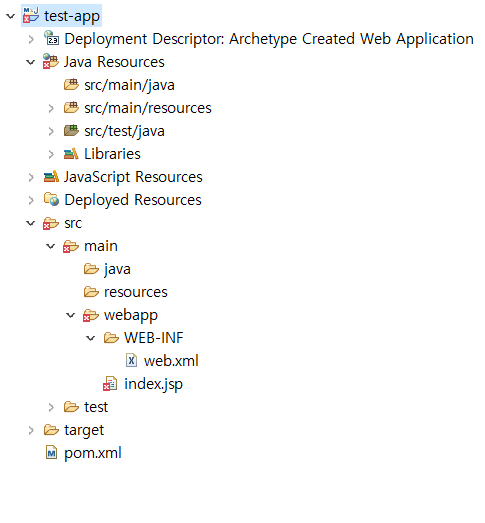 test-app
Deployment Descriptor: Archetype Created Web Application
Java Resources
src/main/java
src/main/resources
src/test/java
Libraries
JavaScript Resources
Deployed Resources
src
main
java
resources
webapp
WEB-INF
web.xml
index.jsp
test
target
pom.xml